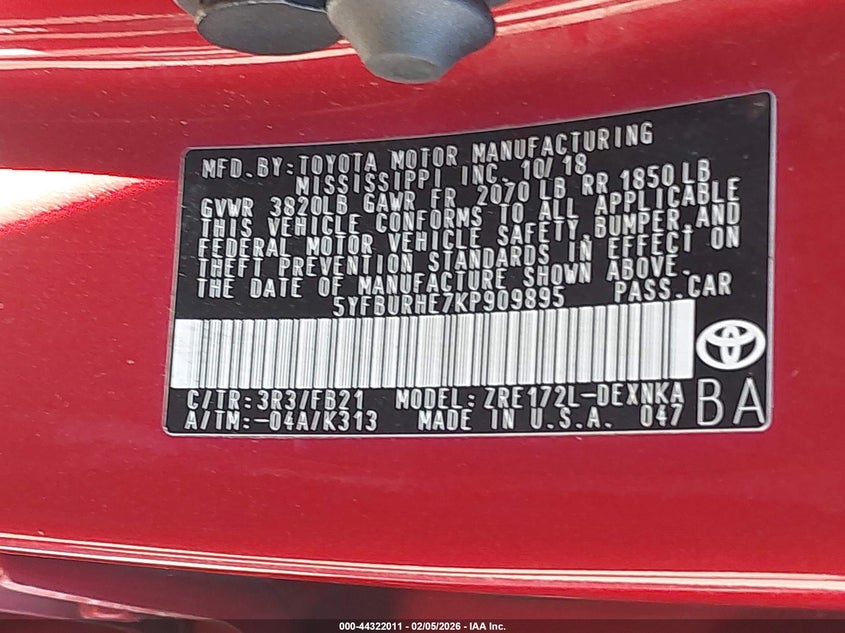 MFD.BY:TOYOTA MOTOR MANUFACTURING
MISSISSIPPI INC. 10/18
GVWR 3820LB GAWR FR 2070 LB RR 1850 LB
THIS VEHICLE CONFORMS TO ALL APPLICABLE
FEDERAL MOTOR VEHICLE SAFETY, BUMPER, AND
THEFT PREVENTION STANDARDS IN EFFECT ON
THE DATE OF MANUFACTURE SHOWN ABOVE.
5YFBURHE7KP909895 PASS.CAR
C/TR:3R3/FB21 MODEL:ZRE172L-DEXNKA
A/TM:-04A/K313 MADE IN U.S.A. 047
BA
000-44322011 - 02/05/2026 - IAA Inc.